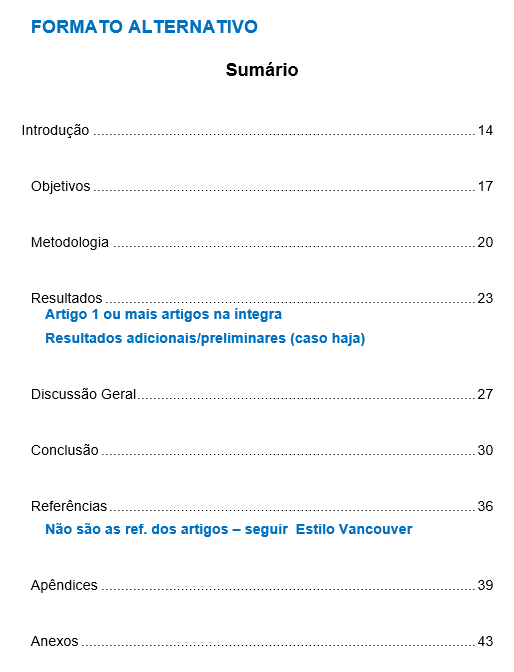 FORMATO ALTERNATIVO
Sumário
Introdução ........................................................................................................ 14
Objetivos ........................................................................................................ 17
Metodologia ........................................................................................................ 20
Resultados ........................................................................................................ 23
Artigo 1 ou mais artigos na íntegra
Resultados adicionais/preliminares (caso haja)
Discussão Geral ........................................................................................................ 27
Conclusão ........................................................................................................ 30
Referências ........................................................................................................ 36
Não são as ref. dos artigos – seguir  Estilo Vancouver
Apêndices ........................................................................................................ 39
Anexos ........................................................................................................ 43